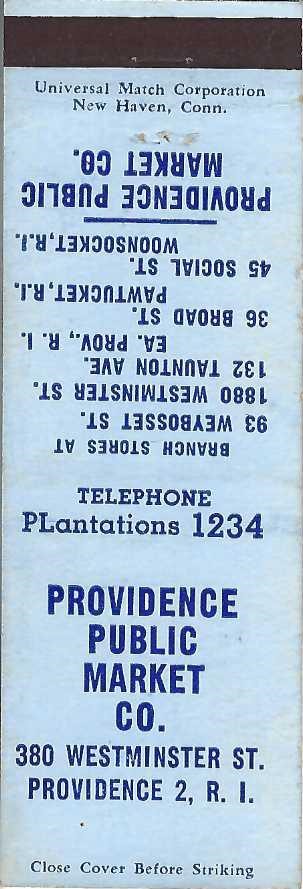 Universal Match Corporation
New Haven, Conn.
BRANCH STORES AT
93 WEYBOSSET ST.
1880 WESTMINSTER ST.
132 TAUNTON AVE.
EA. PROV., R. I.
36 BROAD ST.
PAWTUCKET, R.I.
45 SOCIAL ST.
WOONSOCKET, R.I.
PROVIDENCE PUBLIC
MARKET CO.
TELEPHONE
PLantations 1234
PROVIDENCE
PUBLIC
MARKET
CO.
380 WESTMINSTER ST.
PROVIDENCE 2, R. I.
Close Cover Before Striking